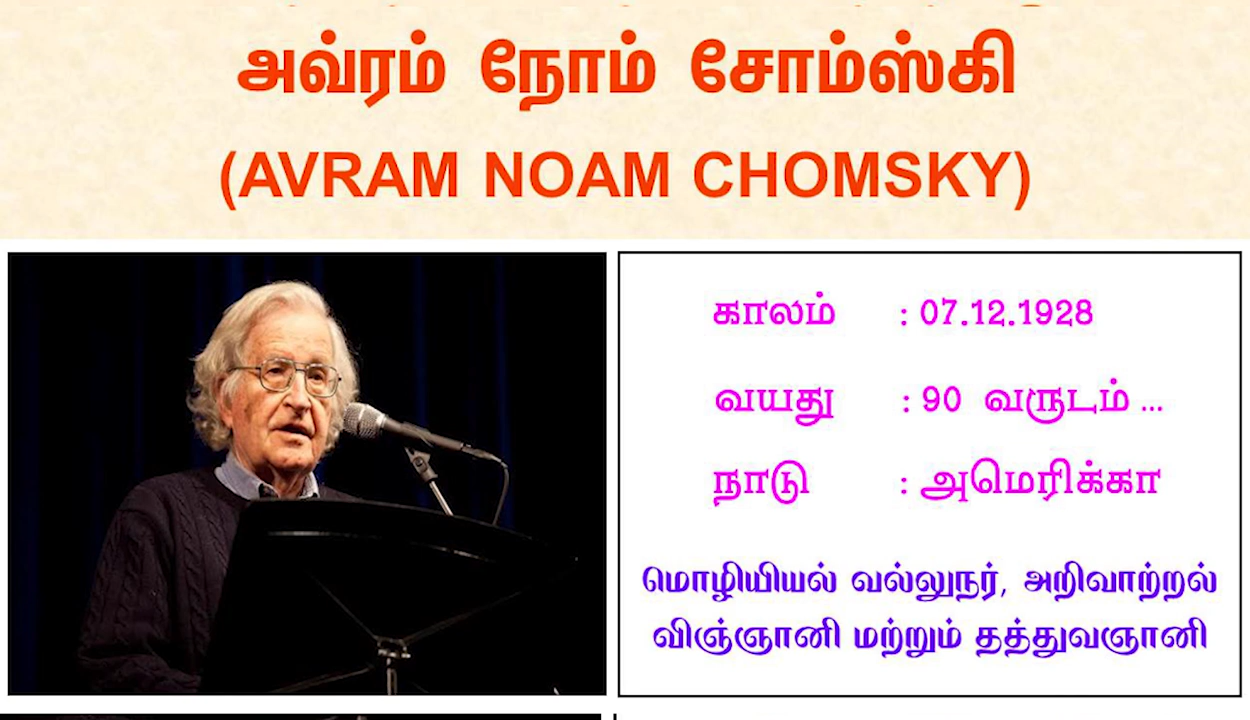 அவ்ரம் நோம் சோம்ஸ்கி
(AVRAM NOAM CHOMSKY)
காலம் : 07.12.1928
வயது : 90 வருடம் ...
நாடு : அமெரிக்கா
மொழியியல் வல்லுநர், அறிவாற்றல்
விஞ்ஞானி மற்றும் தத்துவஞானி